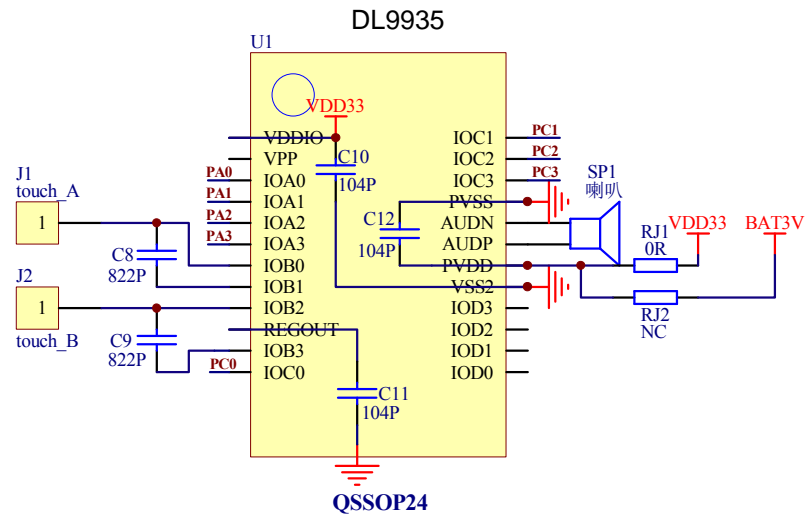 DL9935
U1
VDD33
VDDIO
VPP
PA0
IOA0
PA1
IOA1
PA2
IOA2
PA3
IOA3
IOB0
IOB1
IOB2
REGOUT
IOB3
PC0
IOC0
C10
104P
C12
104P
C11
104P
IOC1
PC1
IOC2
PC2
IOC3
PC3
PVSS
AUDN
AUDP
PVDD
VSS2
IOD3
IOD2
IOD1
IOD0
J1
touch_A
1
C8
822P
J2
1
touch_B
C9
822P
SP1
喇叭
RJ1
0R
VDD33
BAT3V
RJ2
NC
QSSOP24